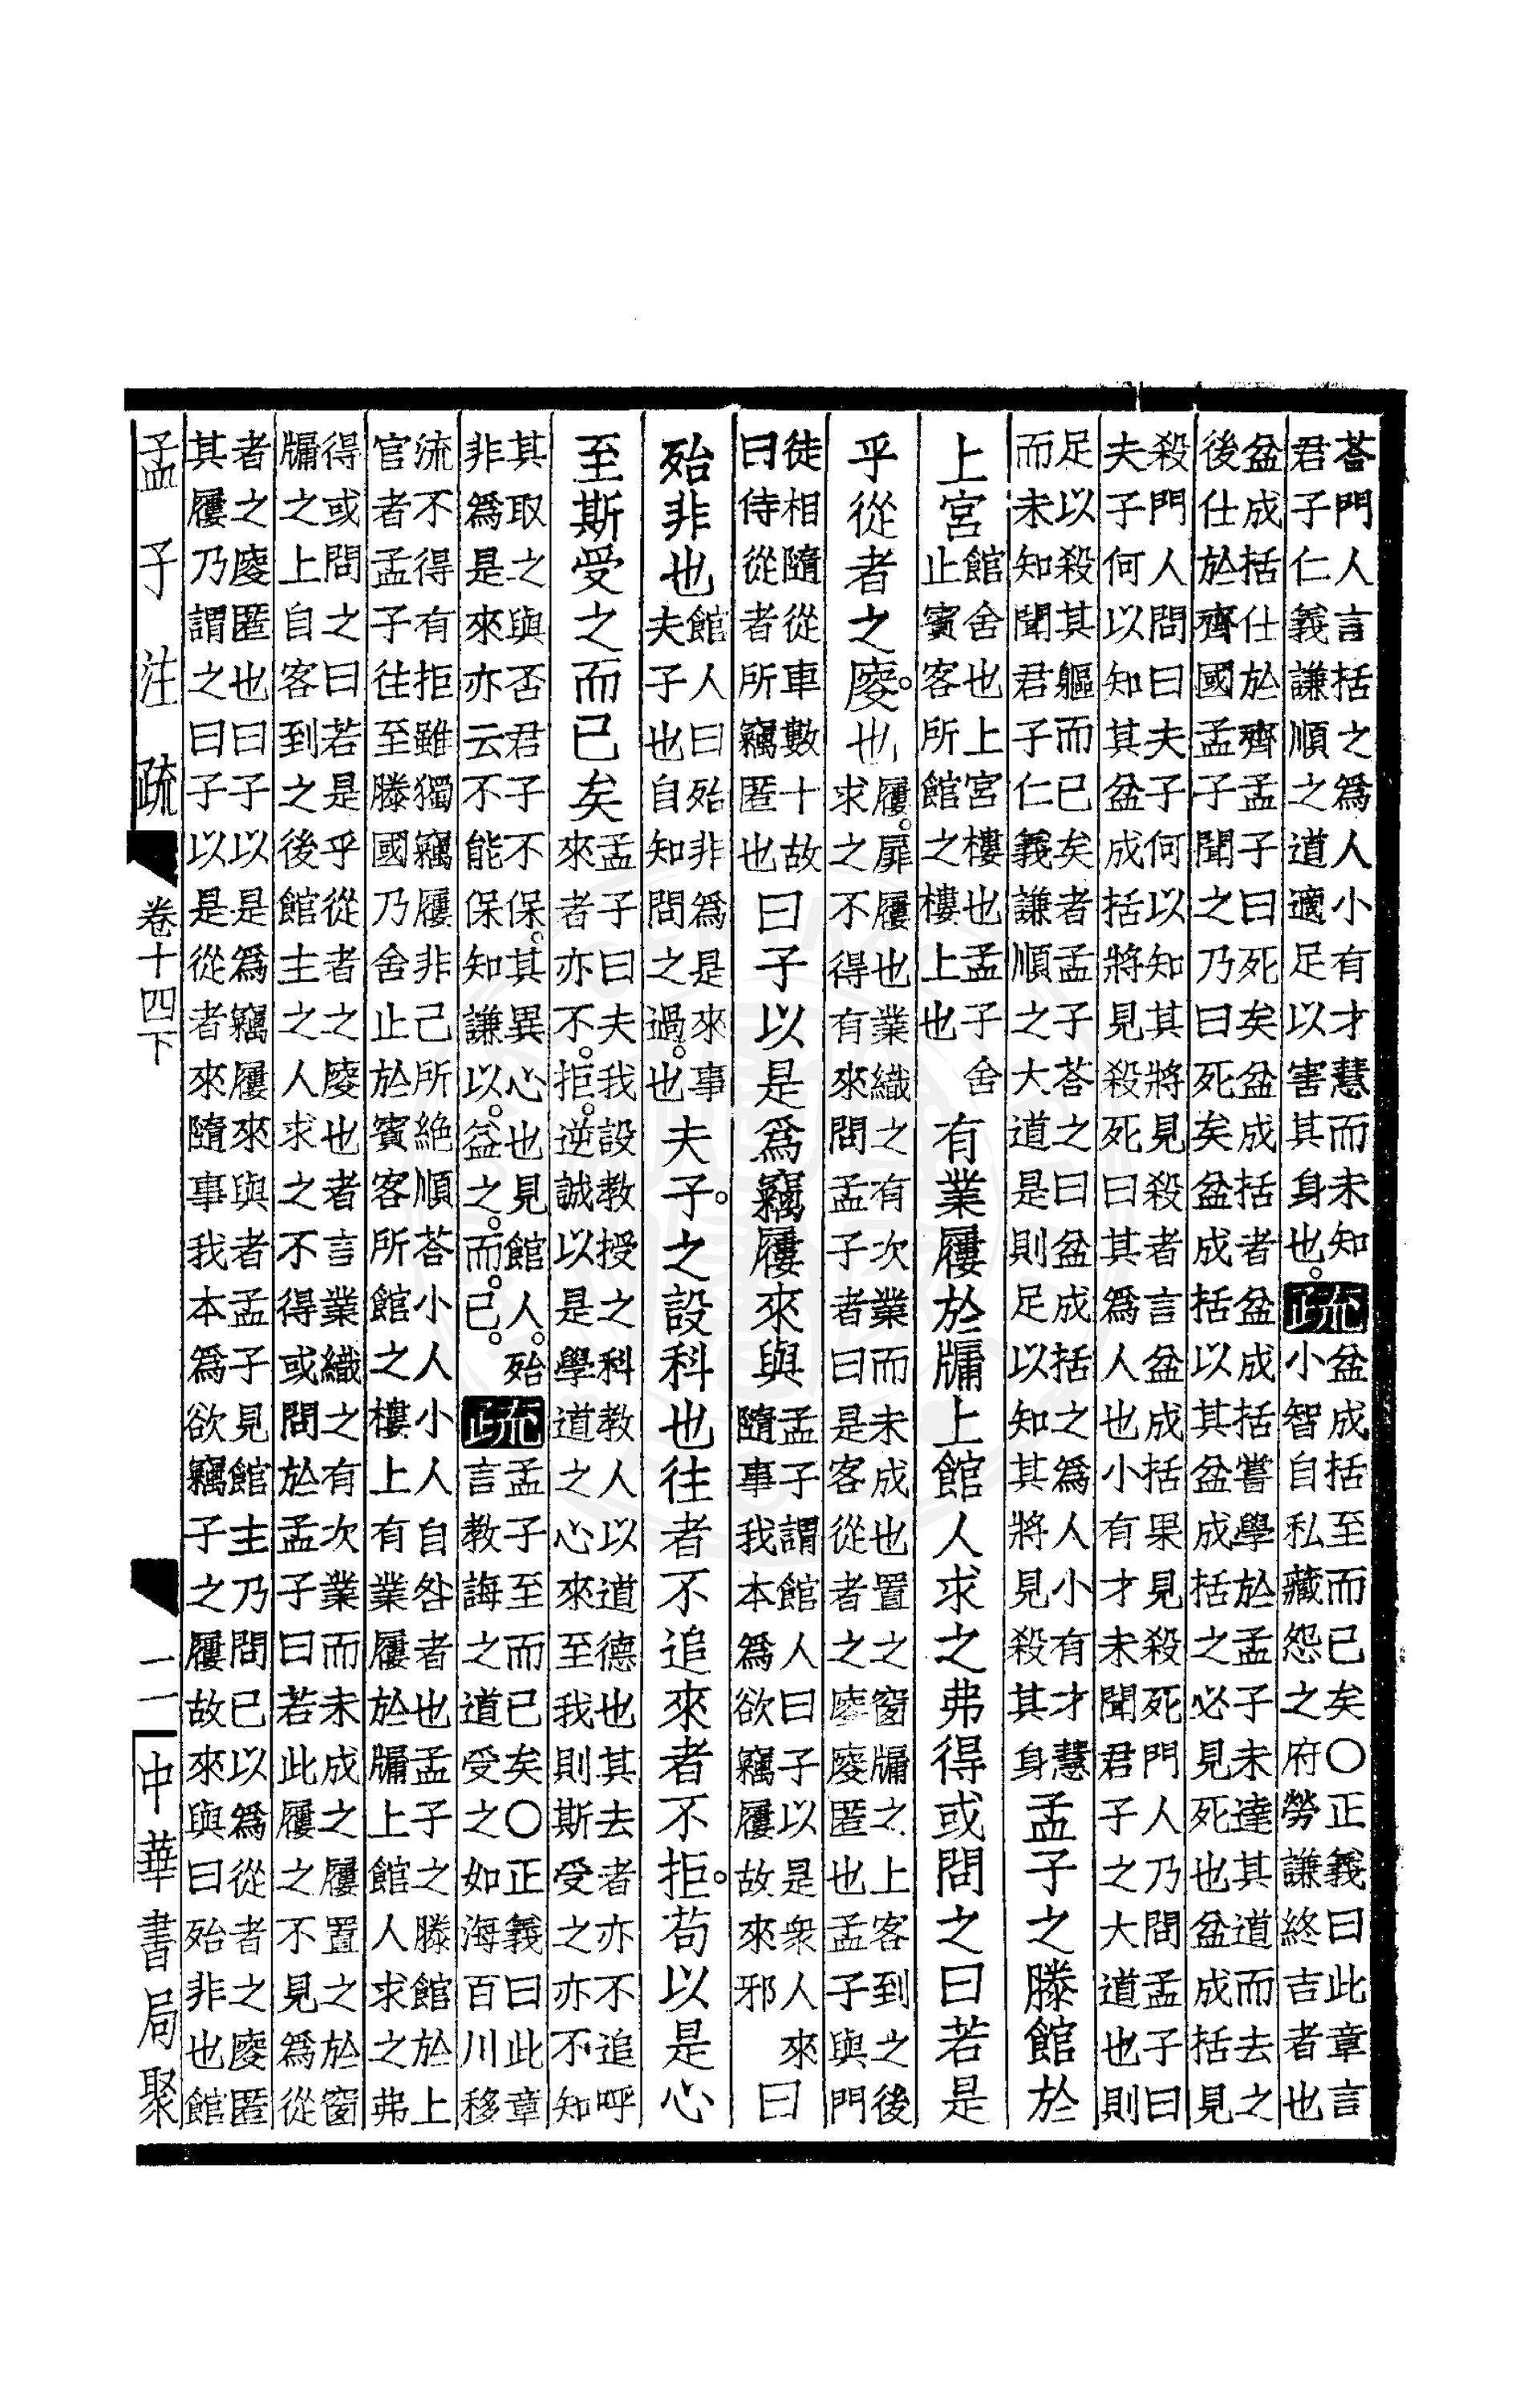 荅門人言括之爲人小有才慧而未知
君子仁義謙順之道適足以害其身也。
疏
盆成括至而已矣○正義曰此章言
小智自私藏怨之府勞謙終吉者也
盆成括仕於齊孟子曰死矣盆成括者盆成括嘗學於孟子未達其道而去之
後仕於齊國孟子聞之乃曰死矣盆成括以其盆成括之必見死也盆成括見
殺門人問曰夫子何以知其將見殺者言盆成括果見殺死門人乃問孟子曰
夫子何以知其盆成括將見殺死曰其爲人也小有才未聞君子之大道也則
足以殺其軀而已矣者孟子荅之曰盆成括之爲人小有才慧
而未知聞君子仁義謙順之大道是則足以知其將見殺其身
孟子之滕館於
上宮
館舍也上宮樓也孟子舍
止賓客所館之樓上也
有業屨於牖上館人求之弗得或問之曰若是
乎從者之廀。也
屨。扉屨也業織之有次業而未成也置之窗牖之上客到之後
求之不得有來問孟子者曰是客從者之廖廀匿也孟子與門
徒相隨從車數十故
曰侍從者所竊匿也
曰子以是爲竊屨來與
孟子謂館人曰子以是衆人來
隨事我本爲欲竊屨故來邪
曰
殆非也
館人曰殆非爲是來事
夫子也自知問之過。也
夫子。之設科也往者不追來者不拒。苟以是心
至斯受之而已矣
孟子曰夫我設教授之科教人以道德也其去者亦不追呼
來者亦不。拒。逆誠以是學道之心來至我則斯受之亦不知
其取之與否君子不保。其異心也見館人。殆
非爲是來亦云不能保知謙以。益之。而。已。
疏
孟子至而已矣○正義曰此章
言教誨之道受之如海百川移
流不得有拒雖獨竊屨非己所絶順荅小人小人自咎者也孟子之滕館於上
官者孟子往至滕國乃舍止於賓客所館之樓上有業屨於牖上館人求之弗
得或問之曰若是乎從者之廀也者言業織之有次業而未成之屨置之於窗
牖之上自客到之後館主之人求之不得或問於孟子曰若此屨之不見爲從
者之廀匿也曰子以是爲竊屨來與者孟子見館主乃問已以爲從者之廀匿
其屨乃謂之曰子以是從者來隨事我本爲欲竊子之屨故來與曰殆非也館
孟子注疏 卷十四下 二一 中華書局聚